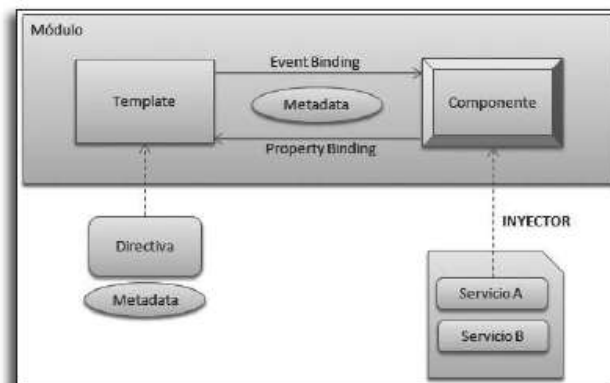 Módulo
Event Binding
Template
Metadata
Componente
Property Binding
INYECTOR
Directiva
Metadata
Servicio A
Servicio B